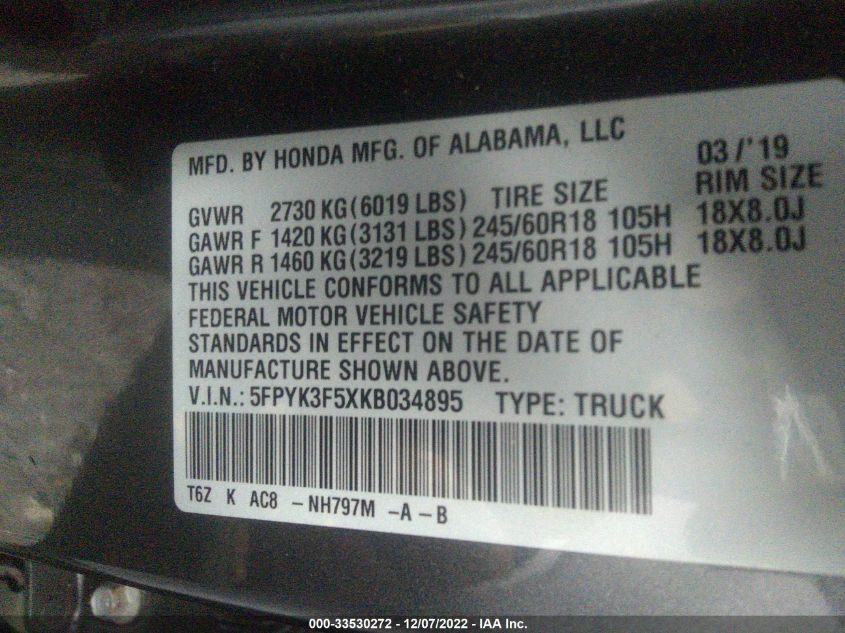 MFD. BY HONDA MFG. OF ALABAMA, LLC 03/'19
TIRE SIZE RIM SIZE
GVWR 2730 KG(6019 LBS)
GAWR F 1420 KG(3131 LBS) 245/60R18 105H 18X8.0J
GAWR R 1460 KG(3219 LBS) 245/60R18 105H 18X8.0J
THIS VEHICLE CONFORMS TO ALL APPLICABLE
FEDERAL MOTOR VEHICLE SAFETY
STANDARDS IN EFFECT ON THE DATE OF
MANUFACTURE SHOWN ABOVE.
V.I.N.: 5FPYK3F5XKB034895 TYPE: TRUCK
T6Z K AC8 – NH797M – A – B
000-33530272 – 12/07/2022 – IAA Inc.